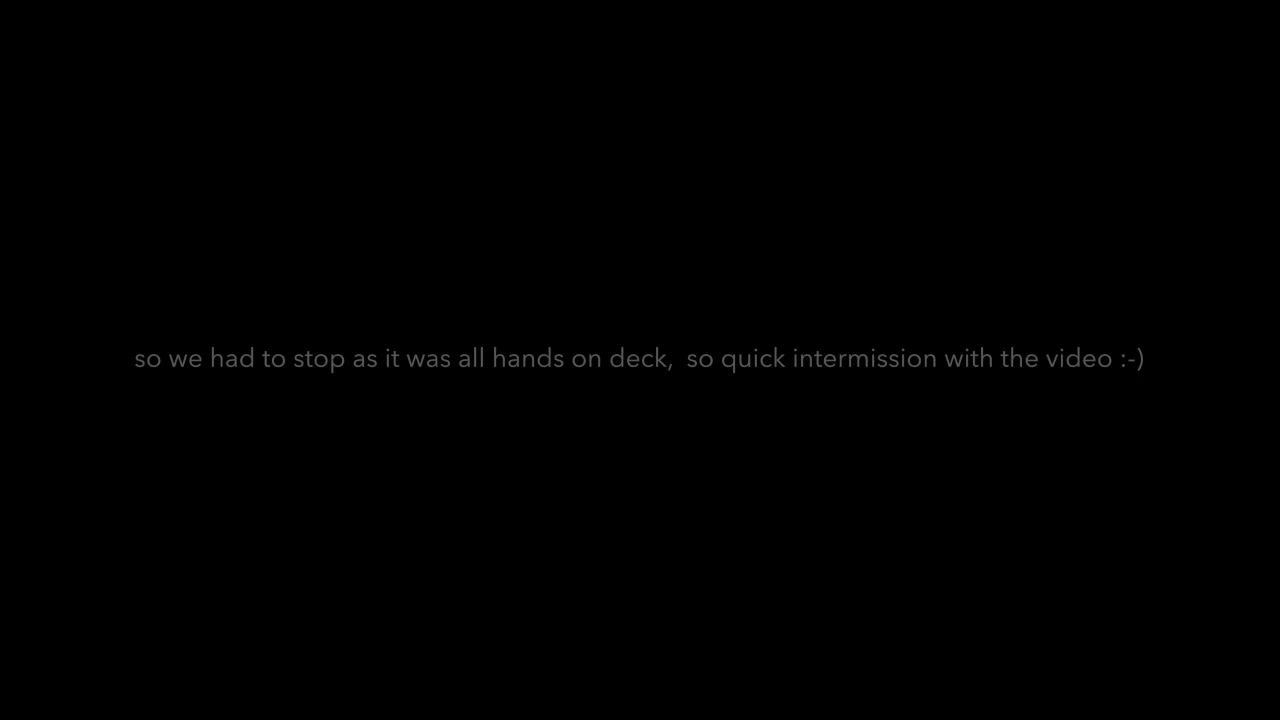 so we had to stop as it was all hands on deck,  so quick intermission with the video :-)